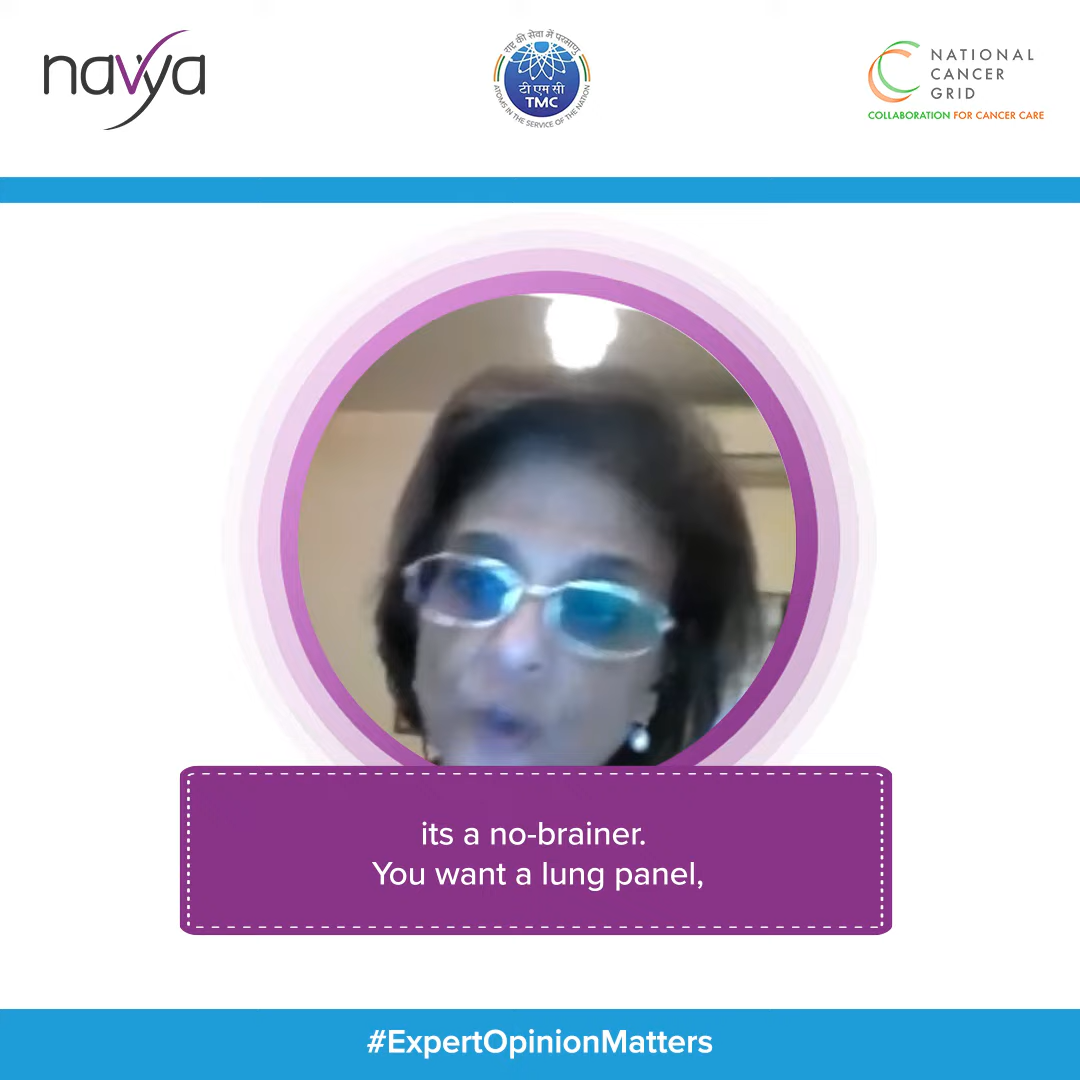 navya
राष्ट्र की सेवा में परमाणु
टी एम सी
TMC
ATOMS IN THE SERVICE OF THE NATION
NATIONAL
CANCER
GRID
COLLABORATION FOR CANCER CARE
its a no-brainer.
You want a lung panel,
#ExpertOpinionMatters